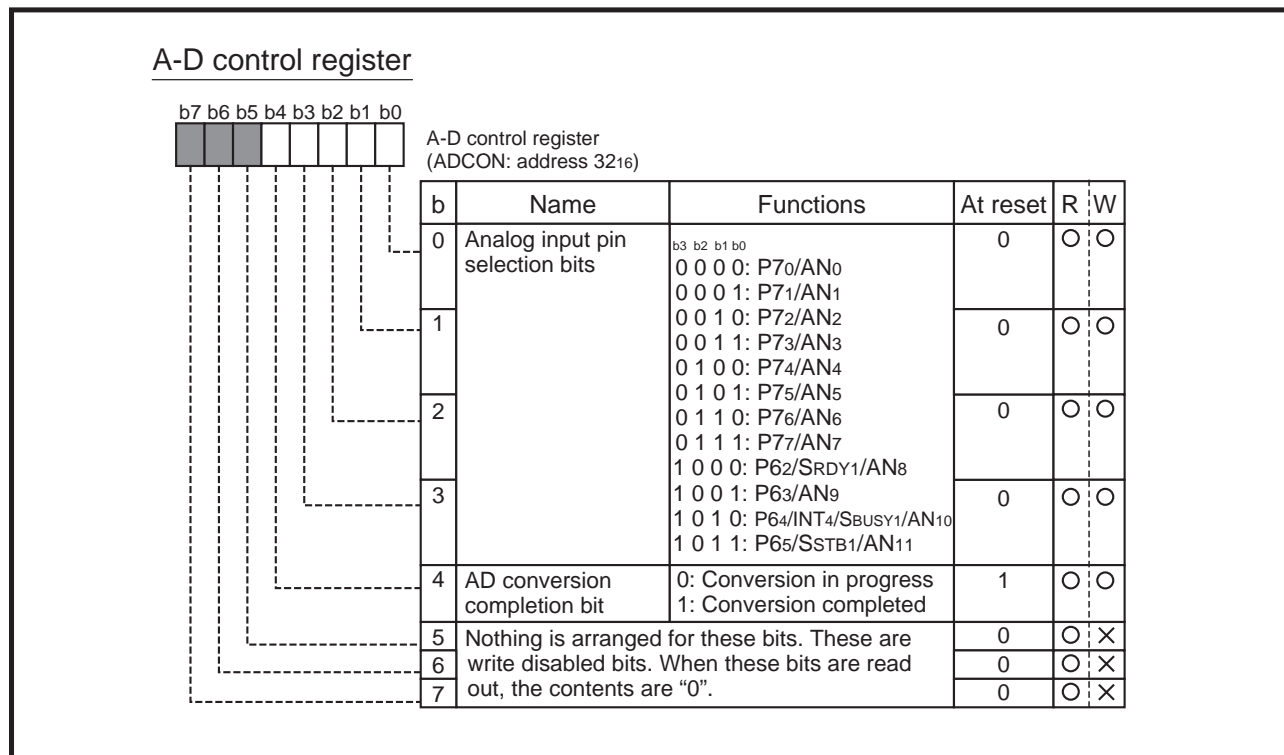 A-D control register
b7 b6 b5 b4 b3 b2 b1 b0
A-D control register
(ADCON: address 3216)
b Name Functions At reset R W
0 Analog input pin selection bits 0 O O
b3 b2 b1 b0
0 0 0 0: P70/AN0
0 0 0 1: P71/AN1
1 0 O O
0 0 1 0: P72/AN2
0 0 1 1: P73/AN3
0 1 0 0: P74/AN4
0 1 0 1: P75/AN5
2 0 O O
0 1 1 0: P76/AN6
0 1 1 1: P77/AN7
1 0 0 0: P62/SRDY1/AN8
3 0 O O
1 0 0 1: P63/AN9
1 0 1 0: P64/INT4/SBUSY1/AN10
1 0 1 1: P65/SSTB1/AN11
4 AD conversion 0: Conversion in progress 1 O O
completion bit 1: Conversion completed
5 Nothing is arranged for these bits. These are 0 O X
6 write disabled bits. When these bits are read 0 O X
7 out, the contents are “0”. 0 O X